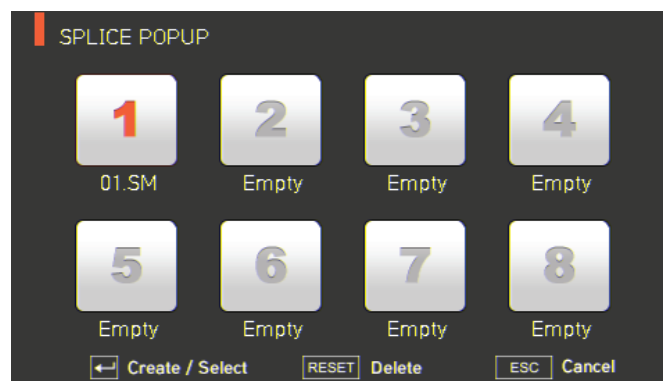 SPLICE POPUP
1 2 3 4
01.SM Empty Empty Empty
5 6 7 8
Empty Empty Empty Empty
Create / Select RESET Delete ESC Cancel